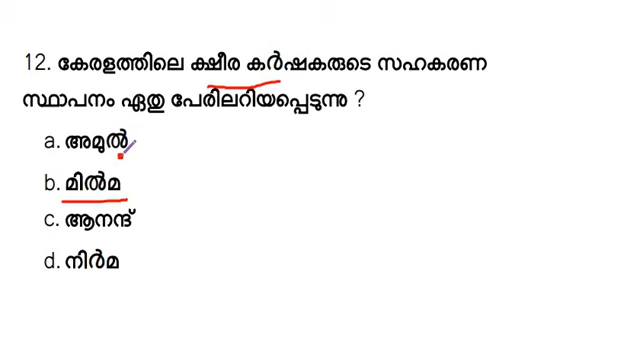 12. കേരളത്തിലെ ക്ഷീര കർഷകരുടെ സഹകരണ
സ്ഥാപനം ഏതു പേരിലറിയപ്പെടുന്നു ?
a. അമുൽ
b. മിൽമ
c. ആനന്ദ്
d. നിർമ